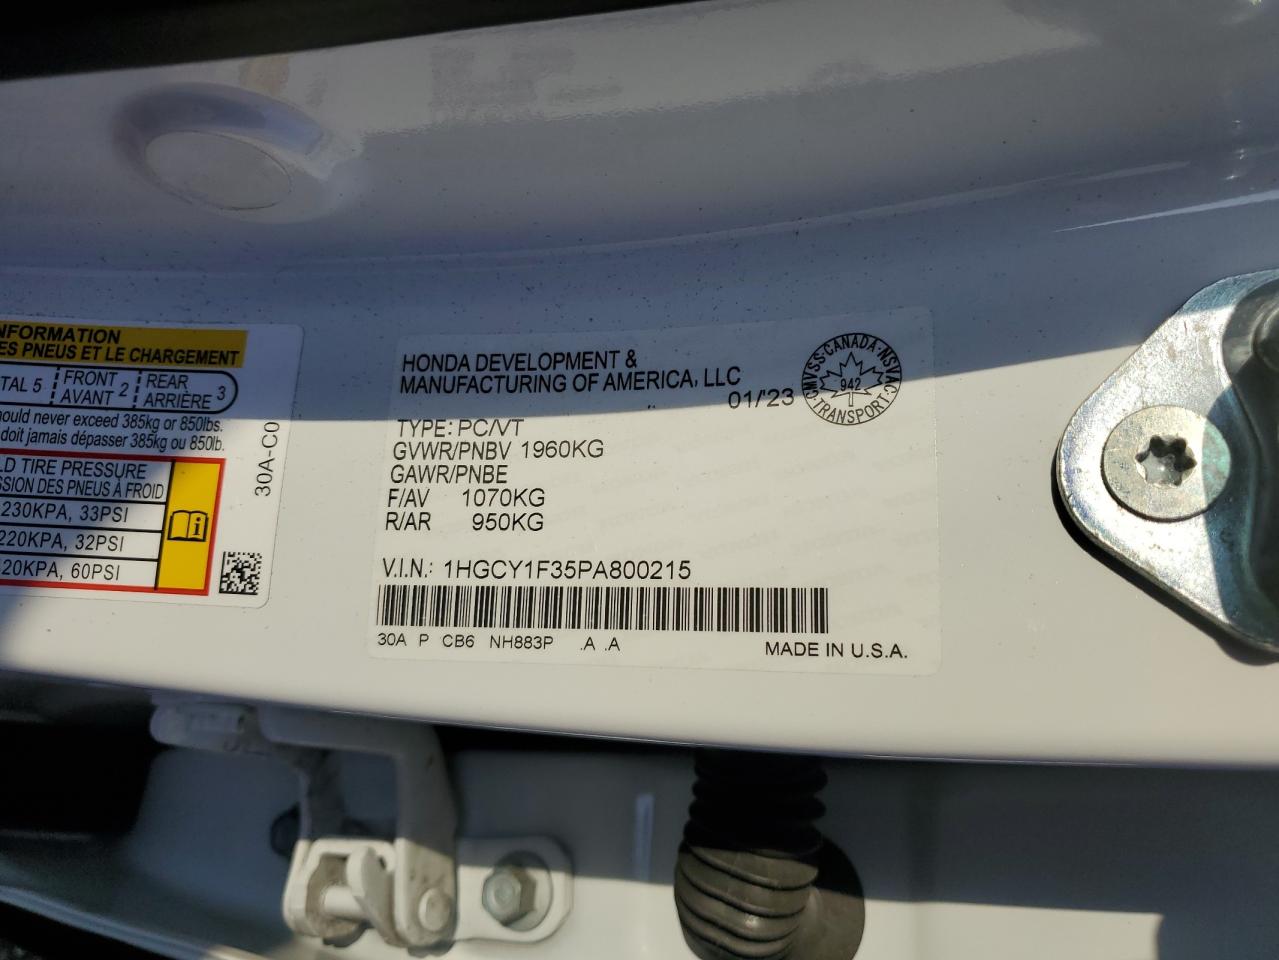 NFORMATION
ES PNEUS ET LE CHARGEMENT
TAL 5 FRONT AVANT 2 REAR ARRIÈRE 3
hould never exceed 385kg or 850lbs.
doit jamais dépasser 385kg ou 850lb.
LD TIRE PRESSURE
SSION DES PNEUS À FROID
230KPA, 33PSI
220KPA, 32PSI
20KPA, 60PSI
30A-C0
HONDA DEVELOPMENT &
MANUFACTURING OF AMERICA, LLC
01/'23
CMVSS·CANADA·NSVAC
942
·TRANSPORT·
TYPE: PC/VT
GVWR/PNBV 1960KG
GAWR/PNBE
F/AV 1070KG
R/AR 950KG
V.I.N.: 1HGCY1F35PA800215
30A P CB6 NH883P .A .A
MADE IN U.S.A.